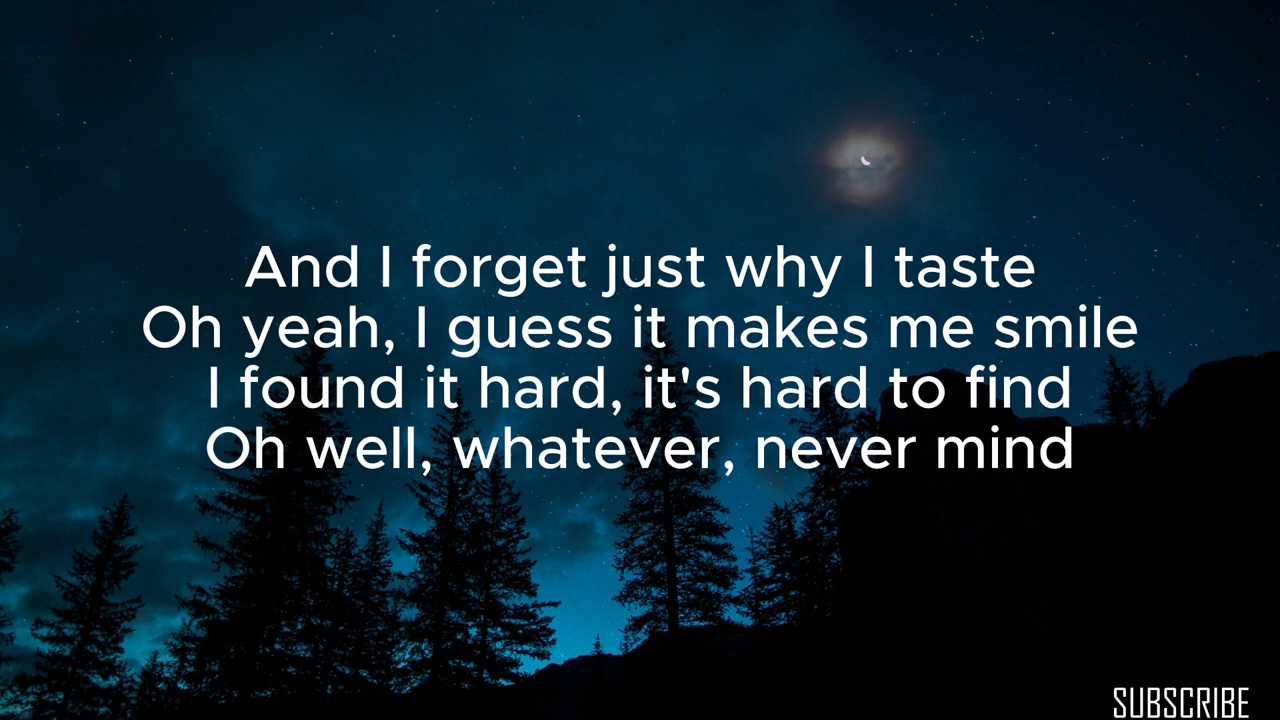 And I forget just why I taste
Oh yeah, I guess it makes me smile
I found it hard, it's hard to find
Oh well, whatever, never mind
SUBSCRIBE